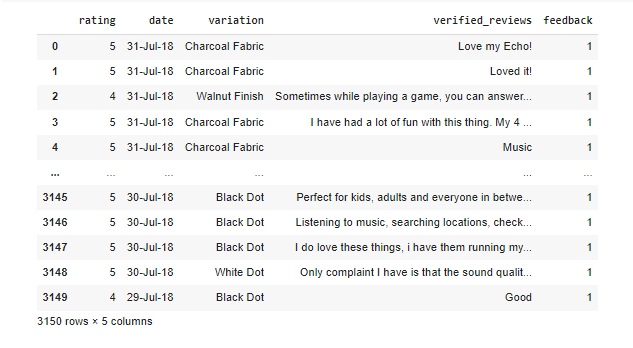 rating date variation verified_reviews feedback
0 5 31-Jul-18 Charcoal Fabric Love my Echo! 1
1 5 31-Jul-18 Charcoal Fabric Loved it! 1
2 4 31-Jul-18 Walnut Finish Sometimes while playing a game, you can answer... 1
3 5 31-Jul-18 Charcoal Fabric I have had a lot of fun with this thing. My 4 ... 1
4 5 31-Jul-18 Charcoal Fabric Music 1
... ... ... ... ... ...
3145 5 30-Jul-18 Black Dot Perfect for kids, adults and everyone in betwe... 1
3146 5 30-Jul-18 Black Dot Listening to music, searching locations, check... 1
3147 5 30-Jul-18 Black Dot I do love these things, i have them running my... 1
3148 5 30-Jul-18 White Dot Only complaint I have is that the sound qualit... 1
3149 4 29-Jul-18 Black Dot Good 1
3150 rows × 5 columns